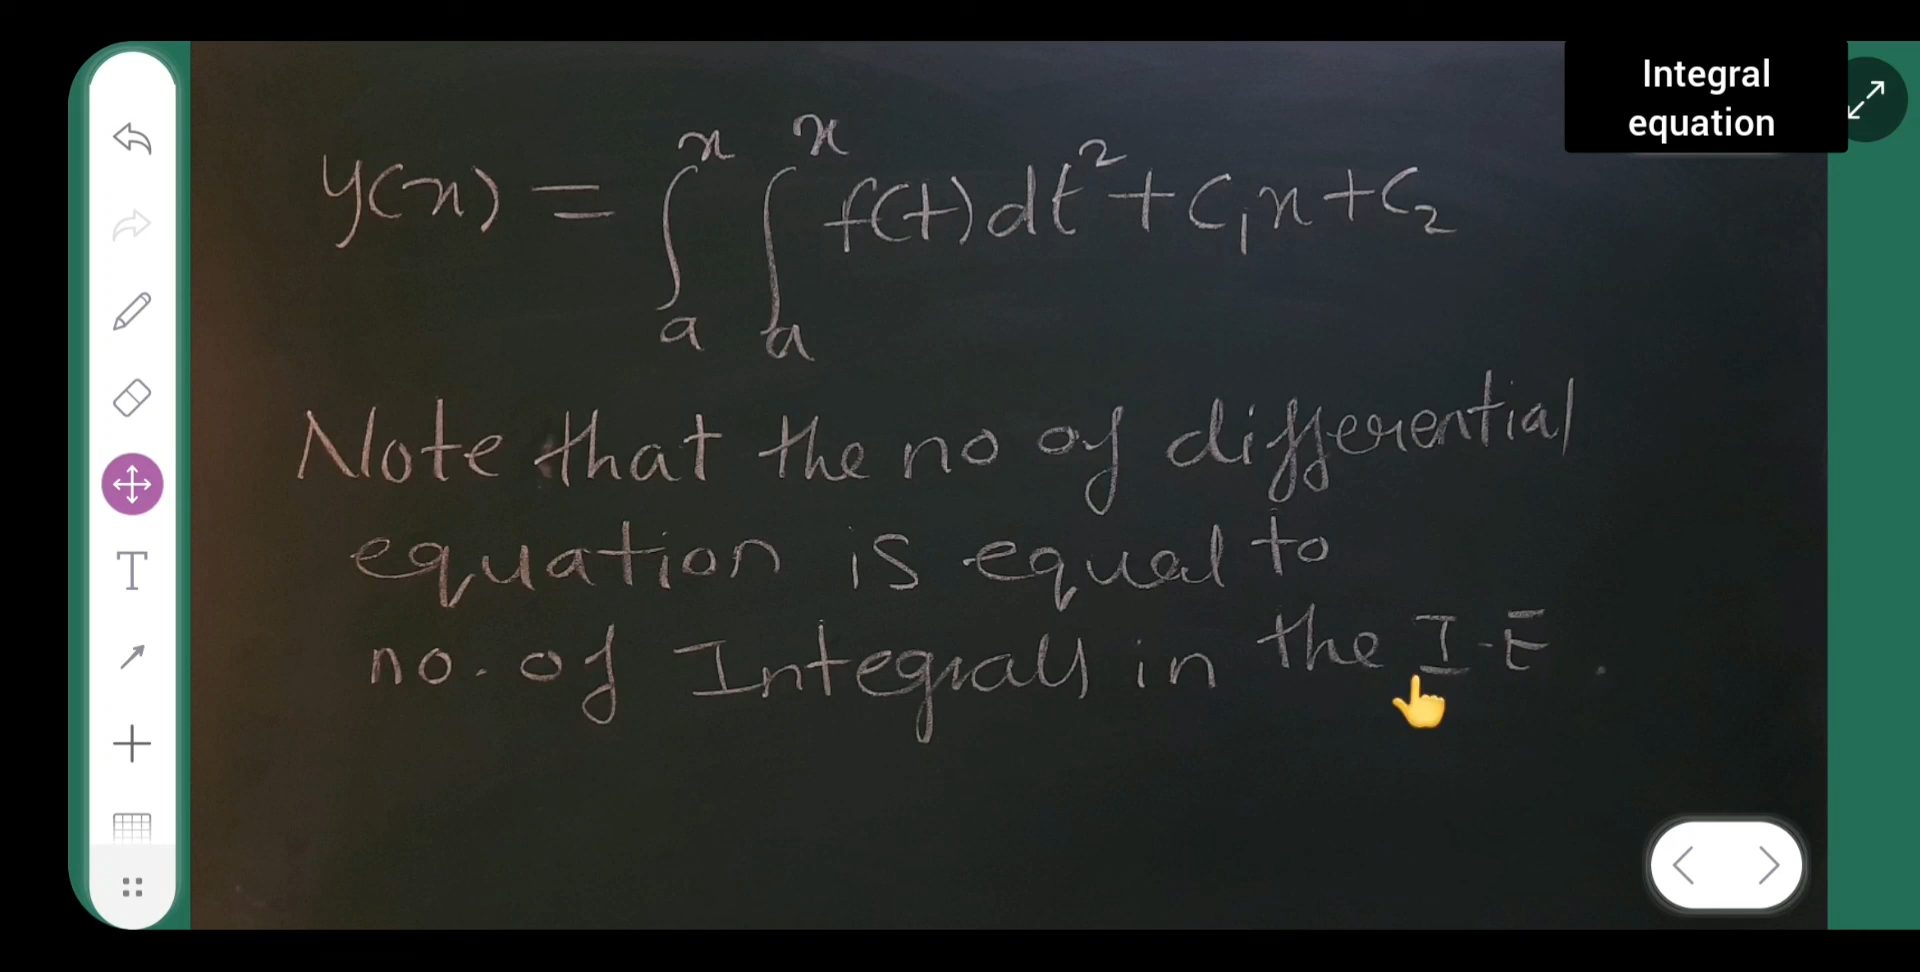 Integral
equation
y(x) = ∫ₐˣ ∫ₐˣ f(t)dt² + C₁x + C₂
Note that the no of differential
equation is equal to
no. of Integrals in the I.E.
T